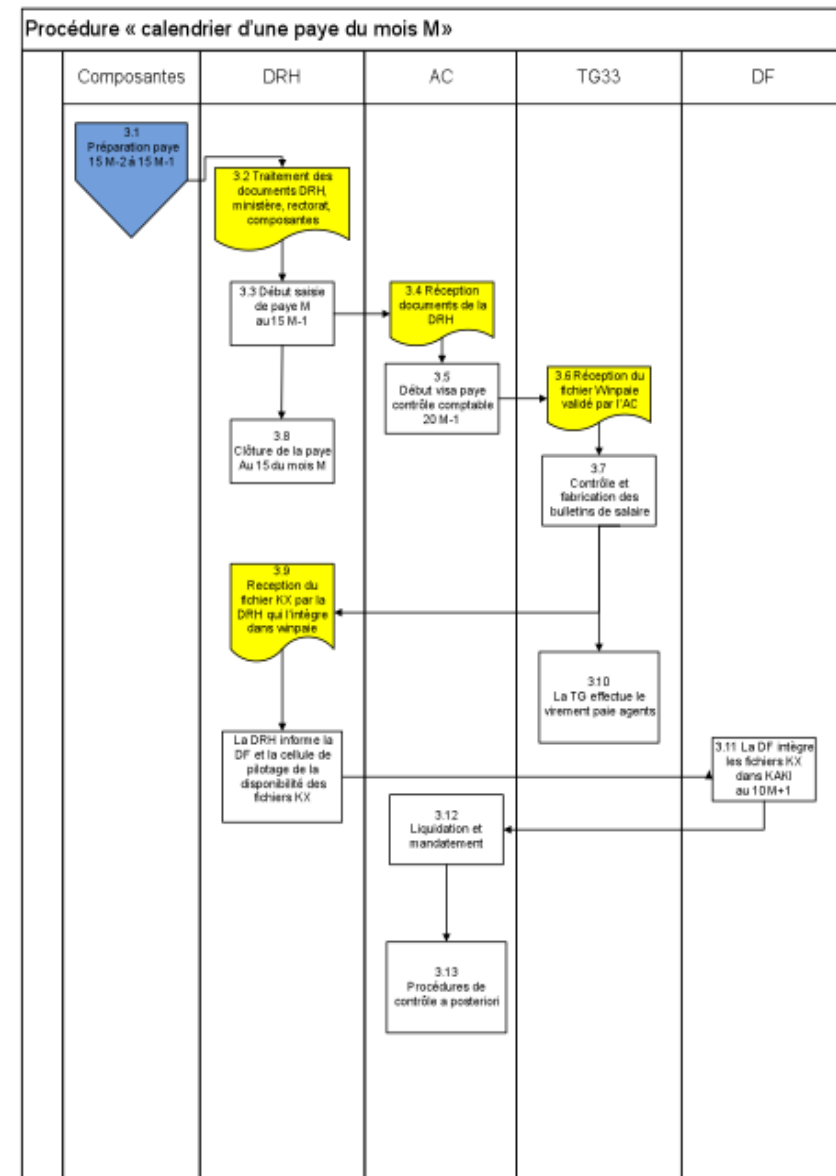 Procédure « calendrier d'une paye du mois M»
Composantes
DRH
AC
TG33
DF
3.1
Préparation paye
15 M-2 à 15 M-1
3.2 Traitement des
documents DRH,
ministère, rectorat,
composantes
3.3 Début saisie
de paye M
au 15 M-1
3.4 Réception
documents de la
DRH
3.5
Début visa paye
contrôle comptable
20 M-1
3.6 Réception du
fichier Winpaie
validé par l'AC
3.7
Contrôle et
fabrication des
bulletins de salaire
3.8
Clôture de la paye
Au 15 du mois M
3.9
Reception du
fichier KX par la
DRH qui l'intègre
dans winpaie
3.10
La TG effectue le
virement paie agents
La DRH informe la
DF et la cellule de
pilotage de la
disponibilité des
fichiers KX
3.11 La DF intègre
les fichiers KX
dans KAKI
au 10 M+1
3.12
Liquidation et
mandatement
3.13
Procédures de
contrôle a posteriori